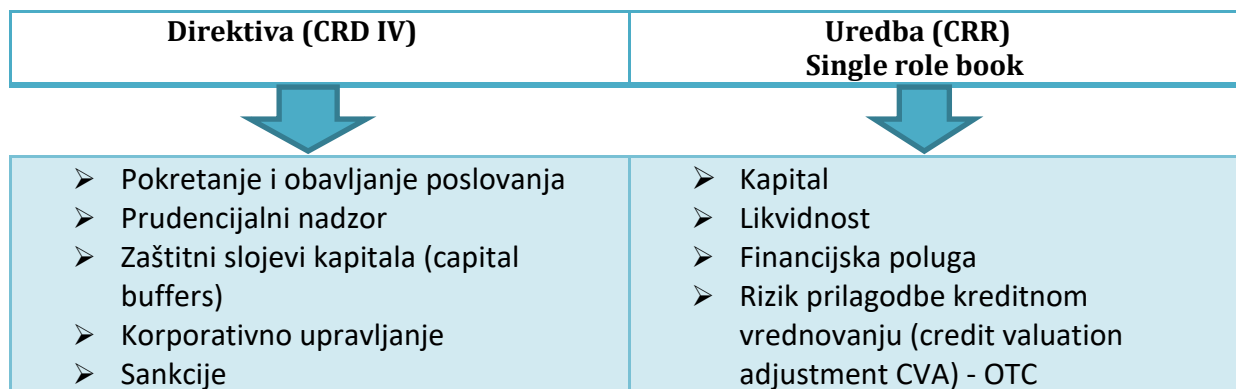 Direktiva (CRD IV)
Uredba (CRR)
Single role book
➢ Pokretanje i obavljanje poslovanja
➢ Prudencijalni nadzor
➢ Zaštitni slojevi kapitala (capital
buffers)
➢ Korporativno upravljanje
➢ Sankcije
➢ Kapital
➢ Likvidnost
➢ Financijska poluga
➢ Rizik prilagodbe kreditnom
vrednovanju (credit valuation
adjustment CVA) - OTC